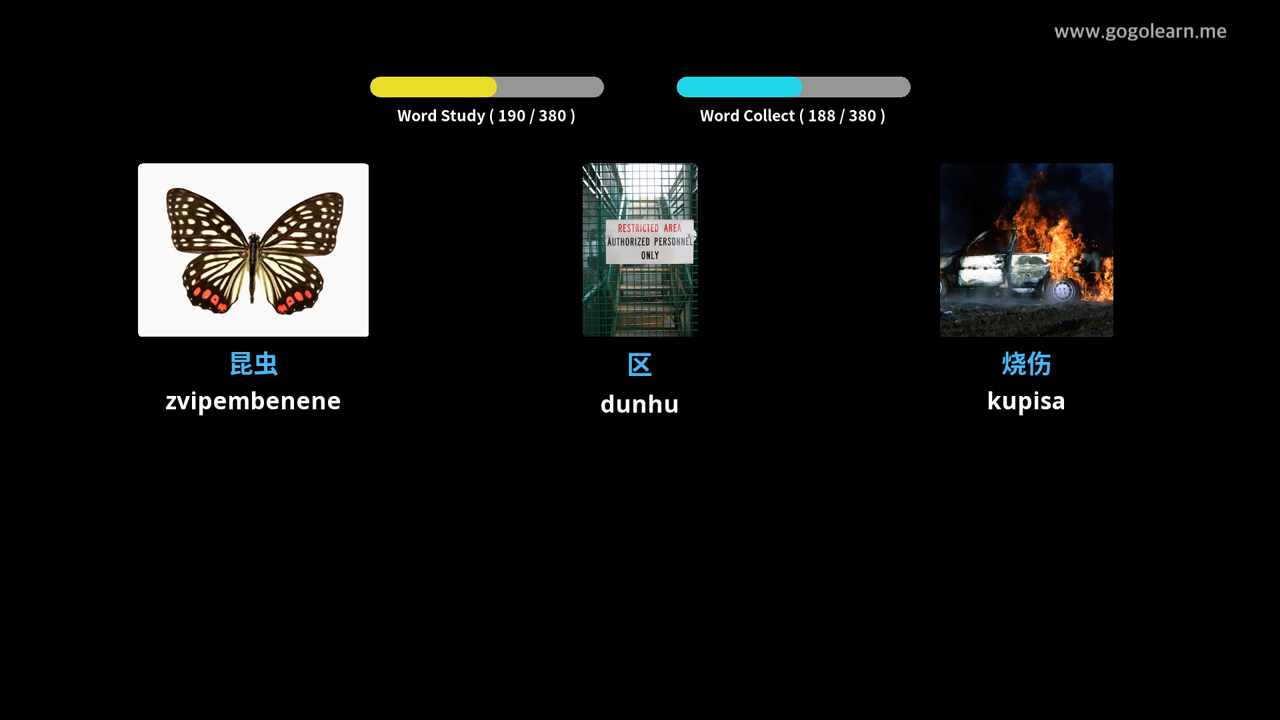 www.gogolearn.me
Word Study ( 190 / 380 )
Word Collect ( 188 / 380 )
RESTRICTED AREA
AUTHORIZED PERSONNEL
ONLY
昆虫
区
烧伤
zvipembenene
dunhu
kupisa